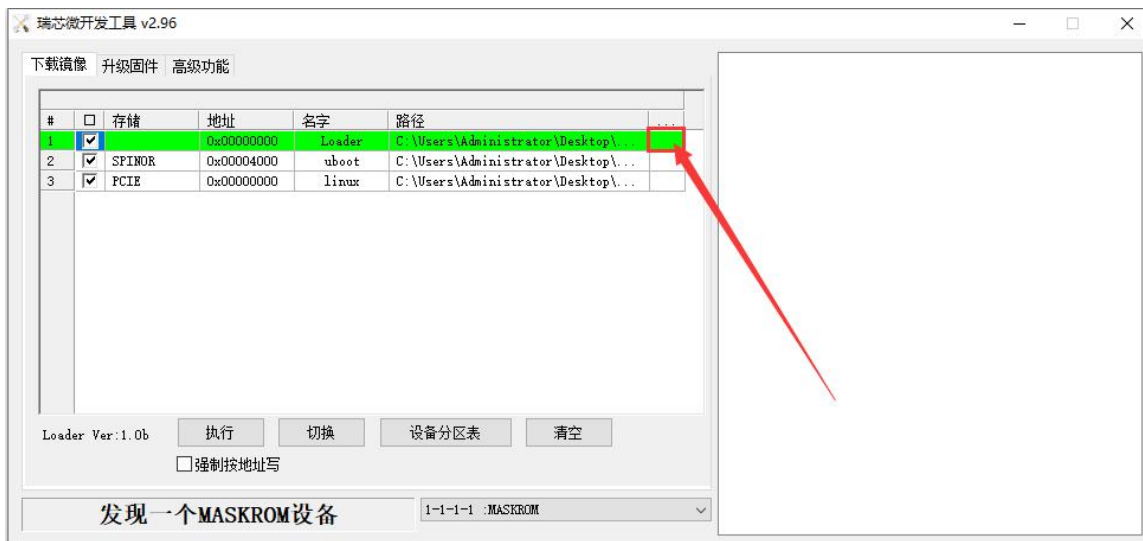 瑞芯微开发工具 v2.96
下载镜像 升级固件 高级功能
# 存储 地址 名字 路径 ...
1 0x00000000 Loader C:\Users\Administrator\Desktop\...
2 SPINOR 0x00004000 uboot C:\Users\Administrator\Desktop\...
3 PCIE 0x00000000 linux C:\Users\Administrator\Desktop\...
Loader Ver:1.0b 执行 切换 设备分区表 清空
强制按地址写
发现一个MASKROM设备 1-1-1-1 :MASKROM